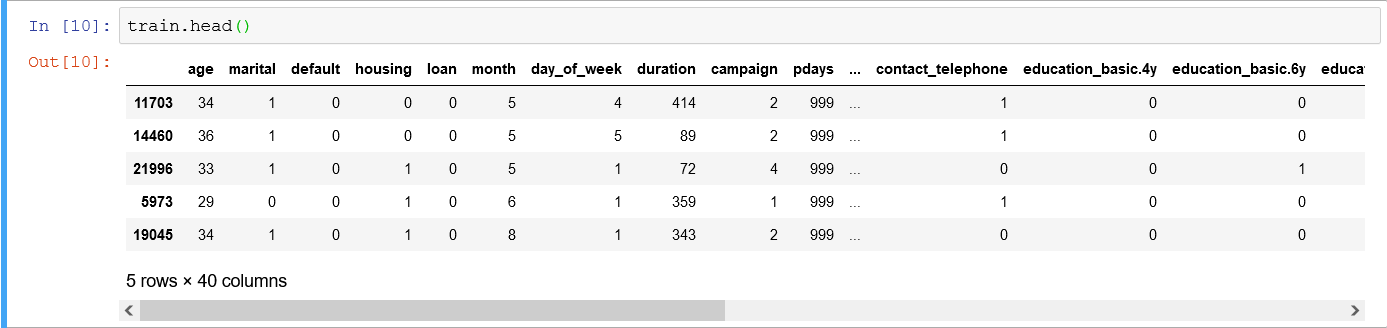 In [10]: train.head()
Out[10]:
age marital default housing loan month day_of_week duration campaign pdays ... contact_telephone education_basic.4y education_basic.6y educat
11703 34 1 0 0 0 5 4 414 2 999 ... 1 0 0
14460 36 1 0 0 0 5 5 89 2 999 ... 1 0 0
21996 33 1 0 1 0 5 1 72 4 999 ... 0 0 1
5973 29 0 0 1 0 6 1 359 1 999 ... 1 0 0
19045 34 1 0 1 0 8 1 343 2 999 ... 0 0 0
5 rows × 40 columns